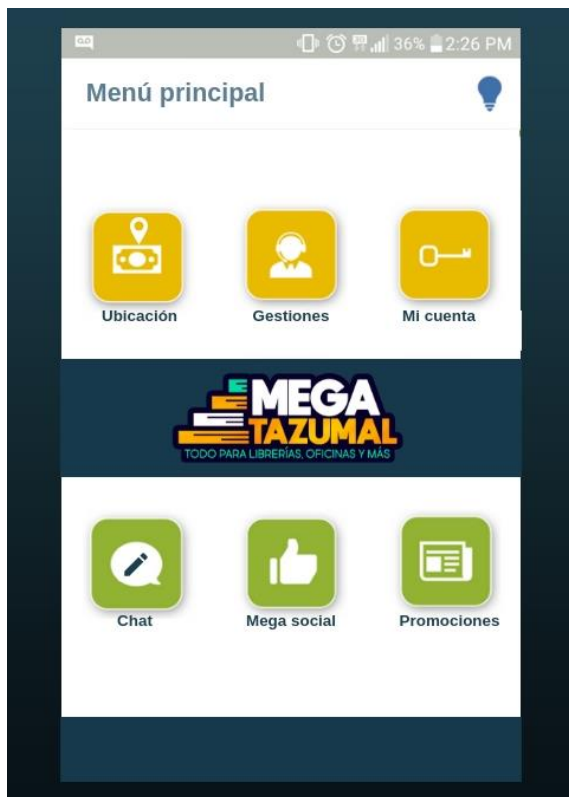 36% 2:26 PM
Menú principal
Ubicación Gestiones Mi cuenta
MEGA
TAZUMAL
TODO PARA LIBRERÍAS, OFICINAS Y MÁS
Chat Mega social Promociones